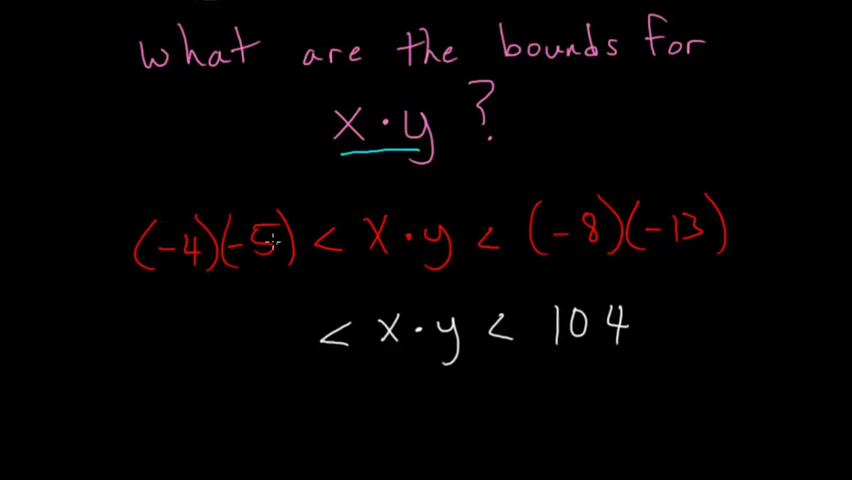 what are the bounds for
x · y ?
(-4)(-5) < x · y < (-8)(-13)
< x · y < 104